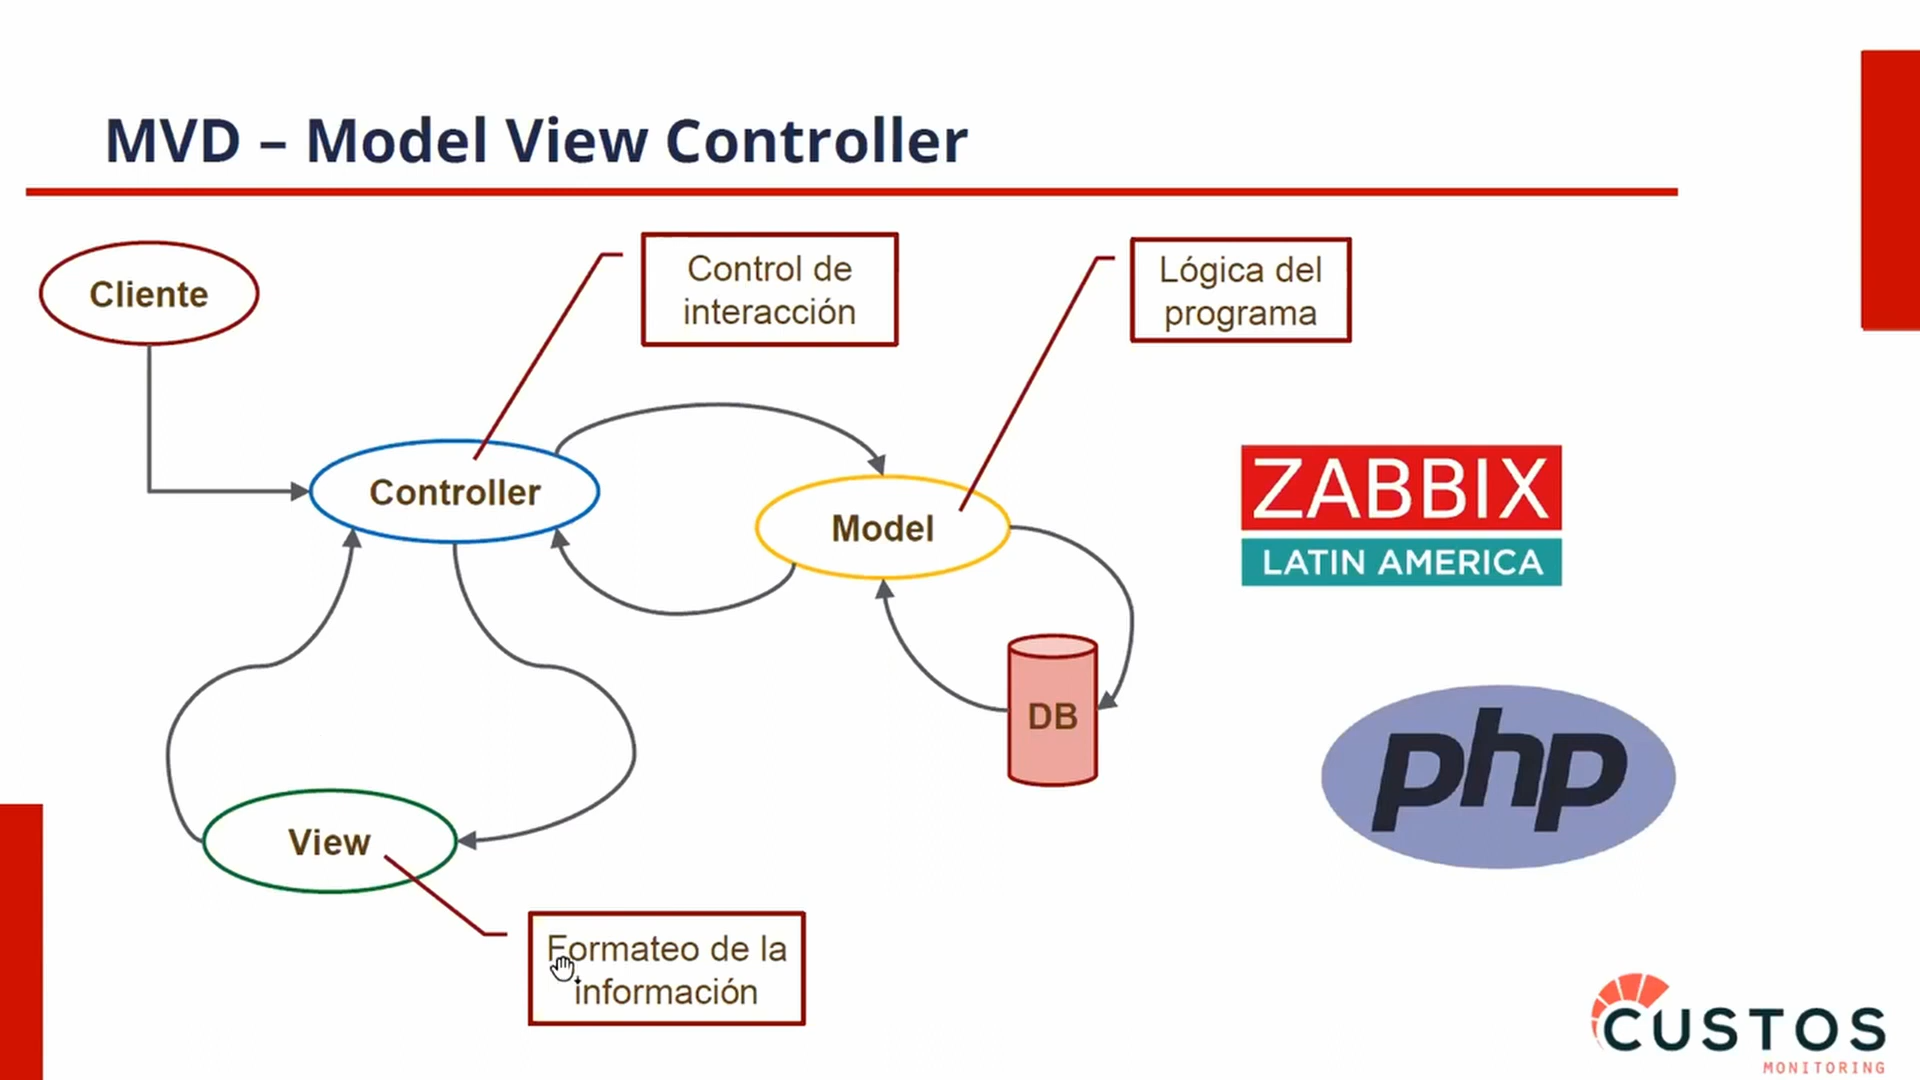 MVD – Model View Controller
Cliente
Control de
interacción
Lógica del
programa
Controller
Model
ZABBIX
LATIN AMERICA
DB
php
View
Formateo de la
información
CUSTOS
MONITORING